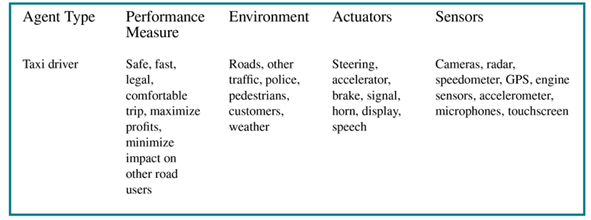 Agent Type
Performance
Measure
Environment
Actuators
Sensors
Taxi driver
Safe, fast,
legal,
comfortable
trip, maximize
profits,
minimize
impact on
other road
users
Roads, other
traffic, police,
pedestrians,
customers,
weather
Steering,
accelerator,
brake, signal,
horn, display,
speech
Cameras, radar,
speedometer, GPS, engine
sensors, accelerometer,
microphones, touchscreen